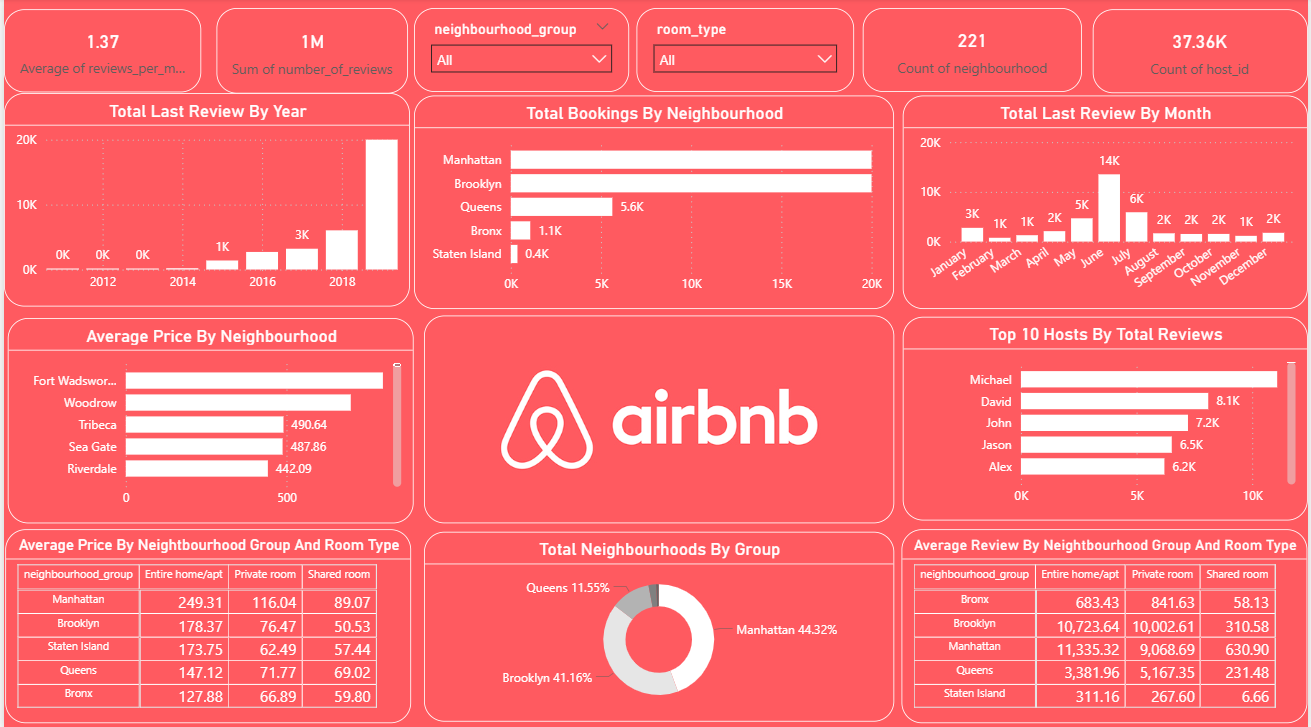 1.37
Average of reviews_per_m...
1M
Sum of number_of_reviews
neighbourhood_group
All
room_type
All
221
Count of neighbourhood
37.36K
Count of host_id
Total Last Review By Year
20K
10K
0K
0K 0K 0K 1K 3K
2012 2014 2016 2018
Total Bookings By Neighbourhood
Manhattan
Brooklyn
Queens 5.6K
Bronx 1.1K
Staten Island 0.4K
0K 5K 10K 15K 20K
Total Last Review By Month
20K
10K
0K
3K 1K 1K 2K 5K 14K 6K 2K 2K 2K 1K 2K
January February March April May June July August September October November December
Average Price By Neighbourhood
Fort Wadswor...
Woodrow
Tribeca 490.64
Sea Gate 487.86
Riverdale 442.09
0 500
airbnb
Top 10 Hosts By Total Reviews
Michael
David 8.1K
John 7.2K
Jason 6.5K
Alex 6.2K
0K 5K 10K
Average Price By Neightbourhood Group And Room Type
neighbourhood_group Entire home/apt Private room Shared room
Manhattan 249.31 116.04 89.07
Brooklyn 178.37 76.47 50.53
Staten Island 173.75 62.49 57.44
Queens 147.12 71.77 69.02
Bronx 127.88 66.89 59.80
Total Neighbourhoods By Group
Queens 11.55%
Manhattan 44.32%
Brooklyn 41.16%
Average Review By Neightbourhood Group And Room Type
neighbourhood_group Entire home/apt Private room Shared room
Bronx 683.43 841.63 58.13
Brooklyn 10,723.64 10,002.61 310.58
Manhattan 11,335.32 9,068.69 630.90
Queens 3,381.96 5,167.35 231.48
Staten Island 311.16 267.60 6.66